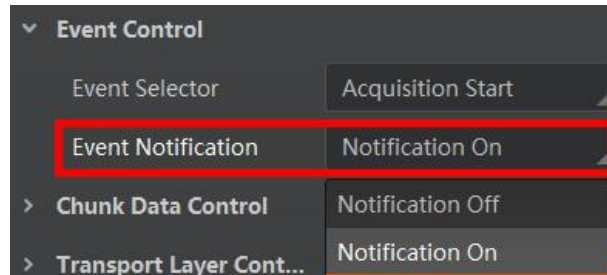 Event Control
Event Selector Acquisition Start
Event Notification Notification On
Chunk Data Control Notification Off
Transport Layer Cont... Notification On